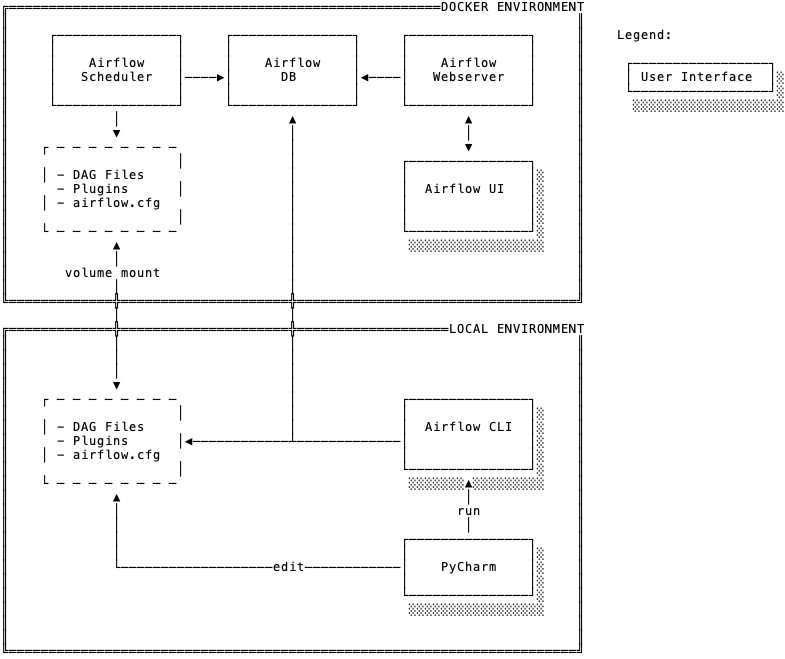 DOCKER ENVIRONMENT
Legend:
Airflow
Scheduler
Airflow
DB
Airflow
Webserver
User Interface
- DAG Files
- Plugins
- airflow.cfg
Airflow UI
volume mount
LOCAL ENVIRONMENT
- DAG Files
- Plugins
- airflow.cfg
Airflow CLI
run
edit
PyCharm